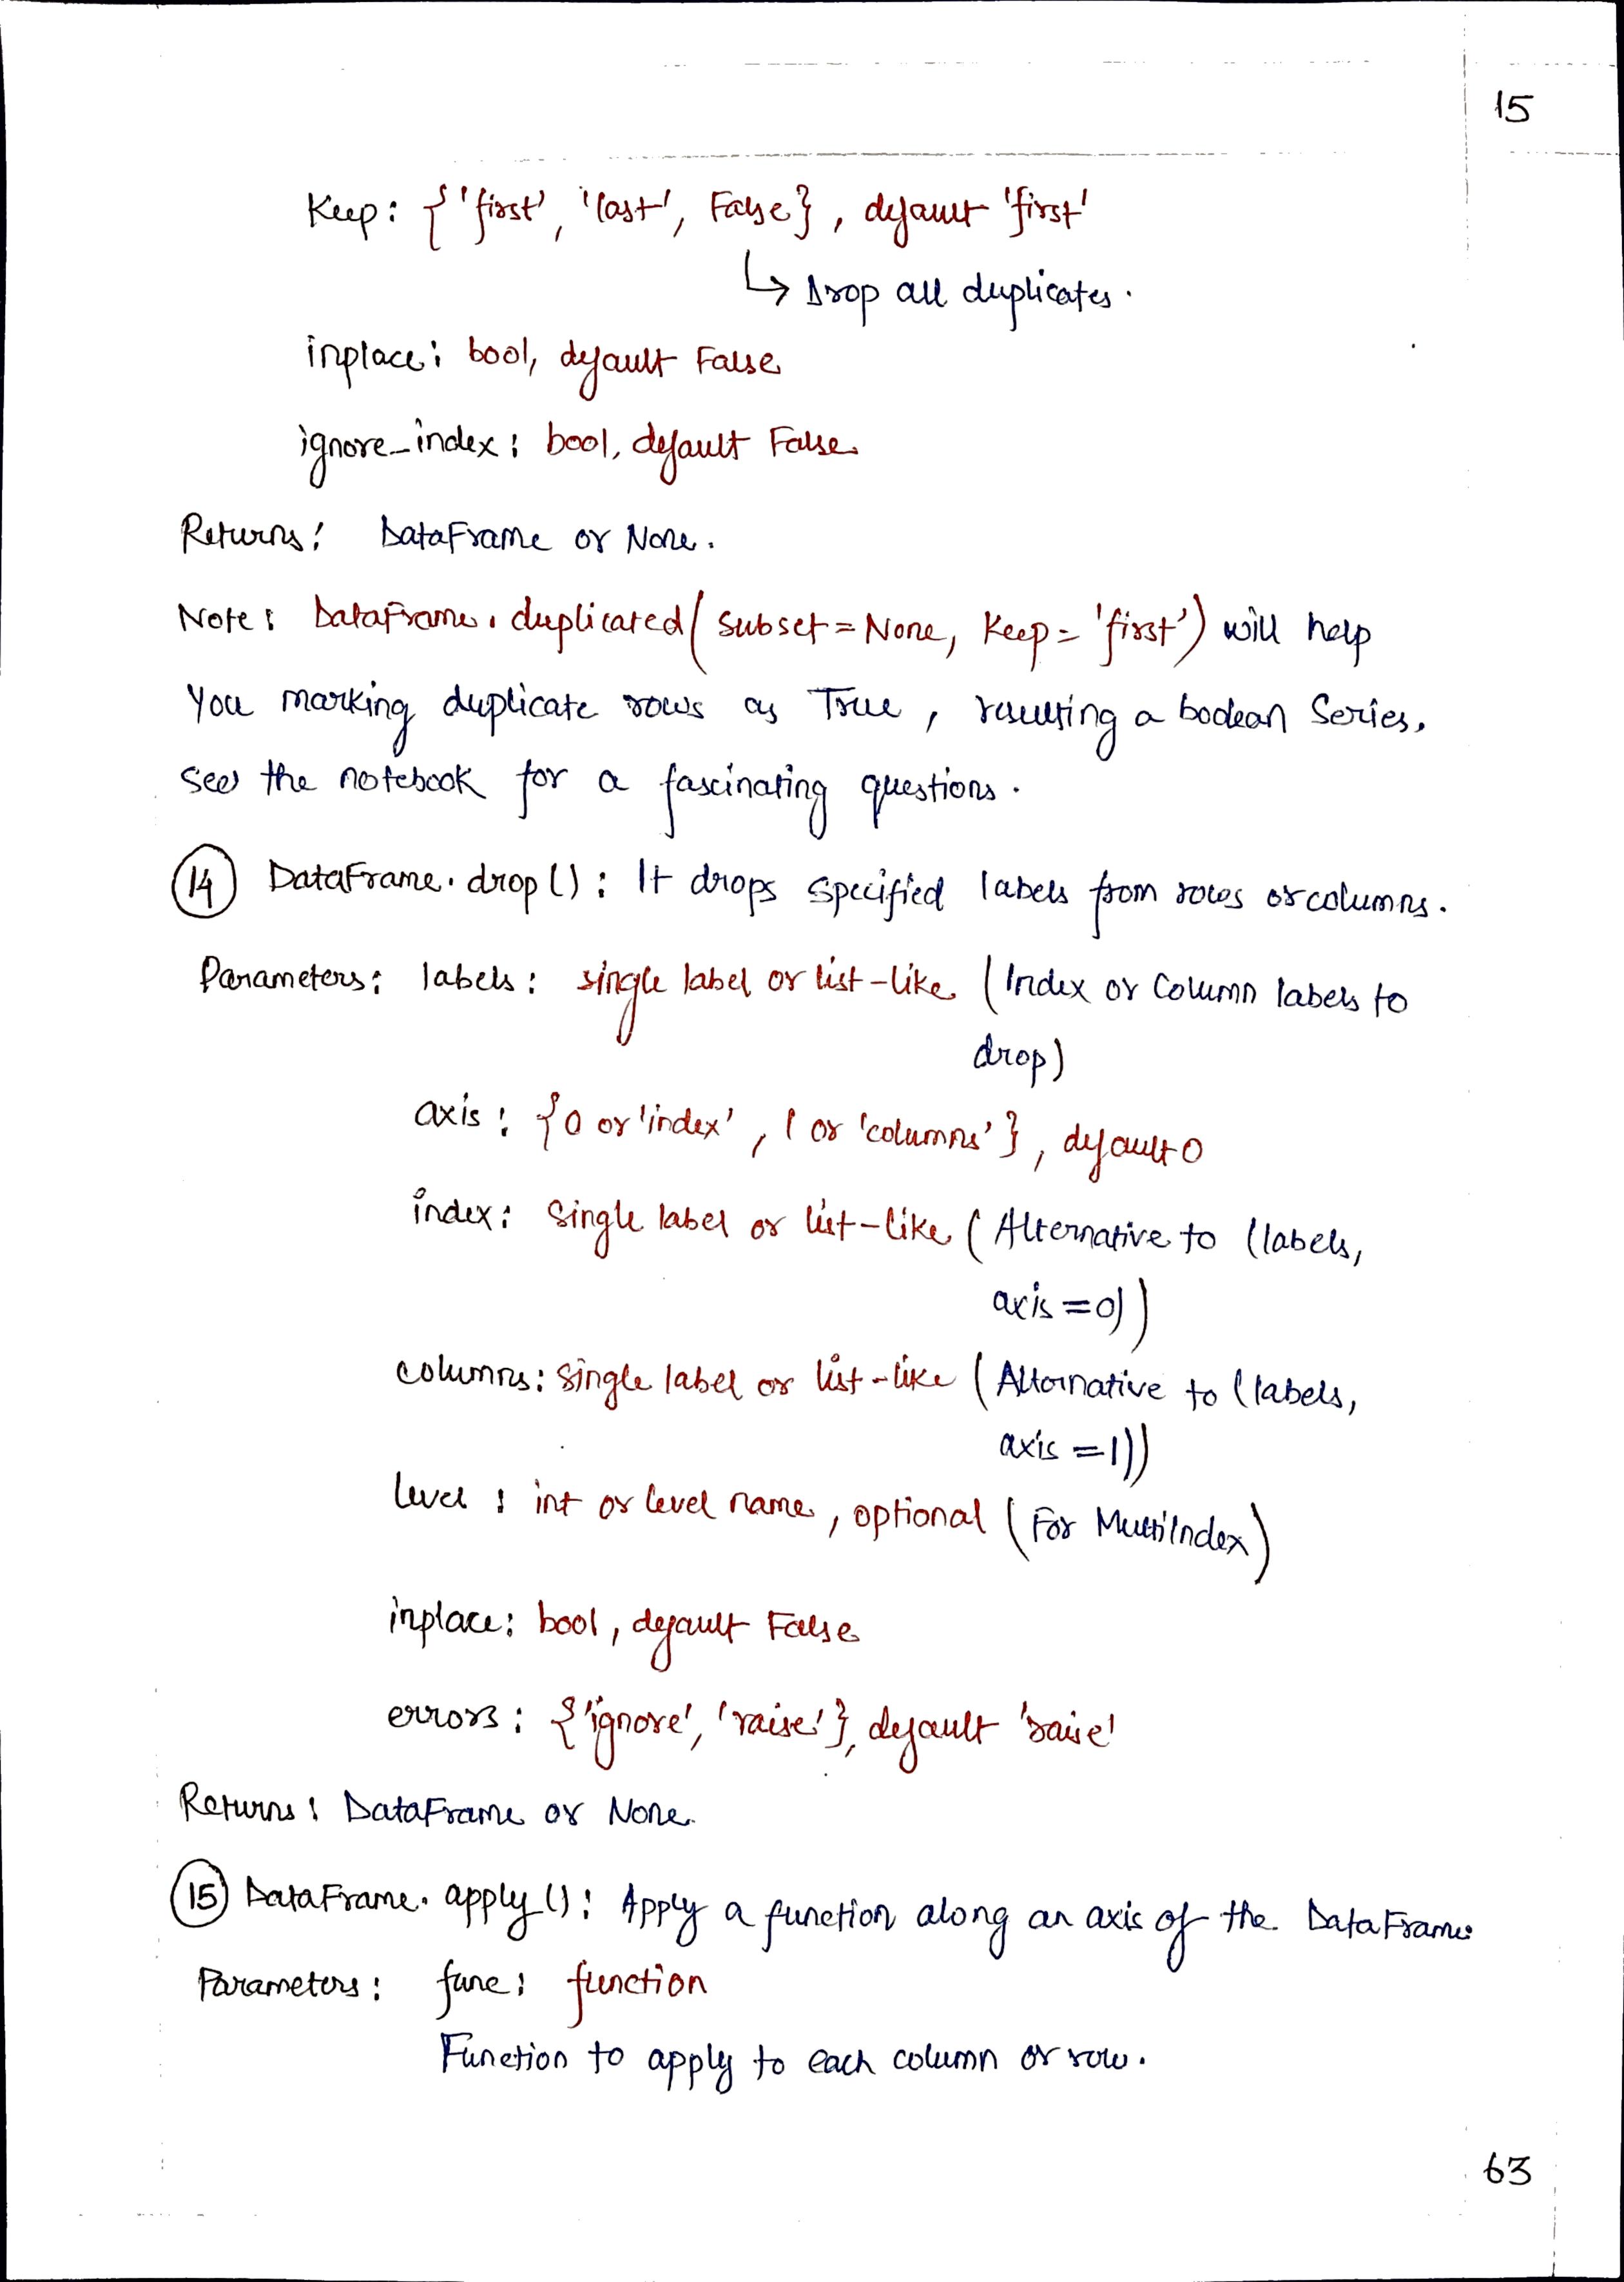 15
Keep: {'first', 'last', False}, default 'first'
↳ Drop all duplicates.
inplace: bool, default False
ignore_index: bool, default False
Returns: DataFrame or None.
Note: DataFrame.duplicated(subset=None, keep='first') will help
you marking duplicate rows as True, resulting a boolean Series.
See the notebook for a fascinating questions.
14 DataFrame.drop(): It drops specified labels from rows or columns.
Parameters: labels: single label or list-like (Index or Column labels to
drop)
axis: {0 or 'index', 1 or 'columns'}, default 0
index: Single label or list-like (Alternative to (labels,
axis=0))
columns: Single label or list-like (Alternative to (labels,
axis=1))
level: int or level name, optional (For MultiIndex)
inplace: bool, default False
errors: {'ignore', 'raise'}, default 'raise'
Returns: DataFrame or None.
15 DataFrame.apply(): Apply a function along an axis of the DataFrame.
Parameters: func: function
Function to apply to each column or row.
63